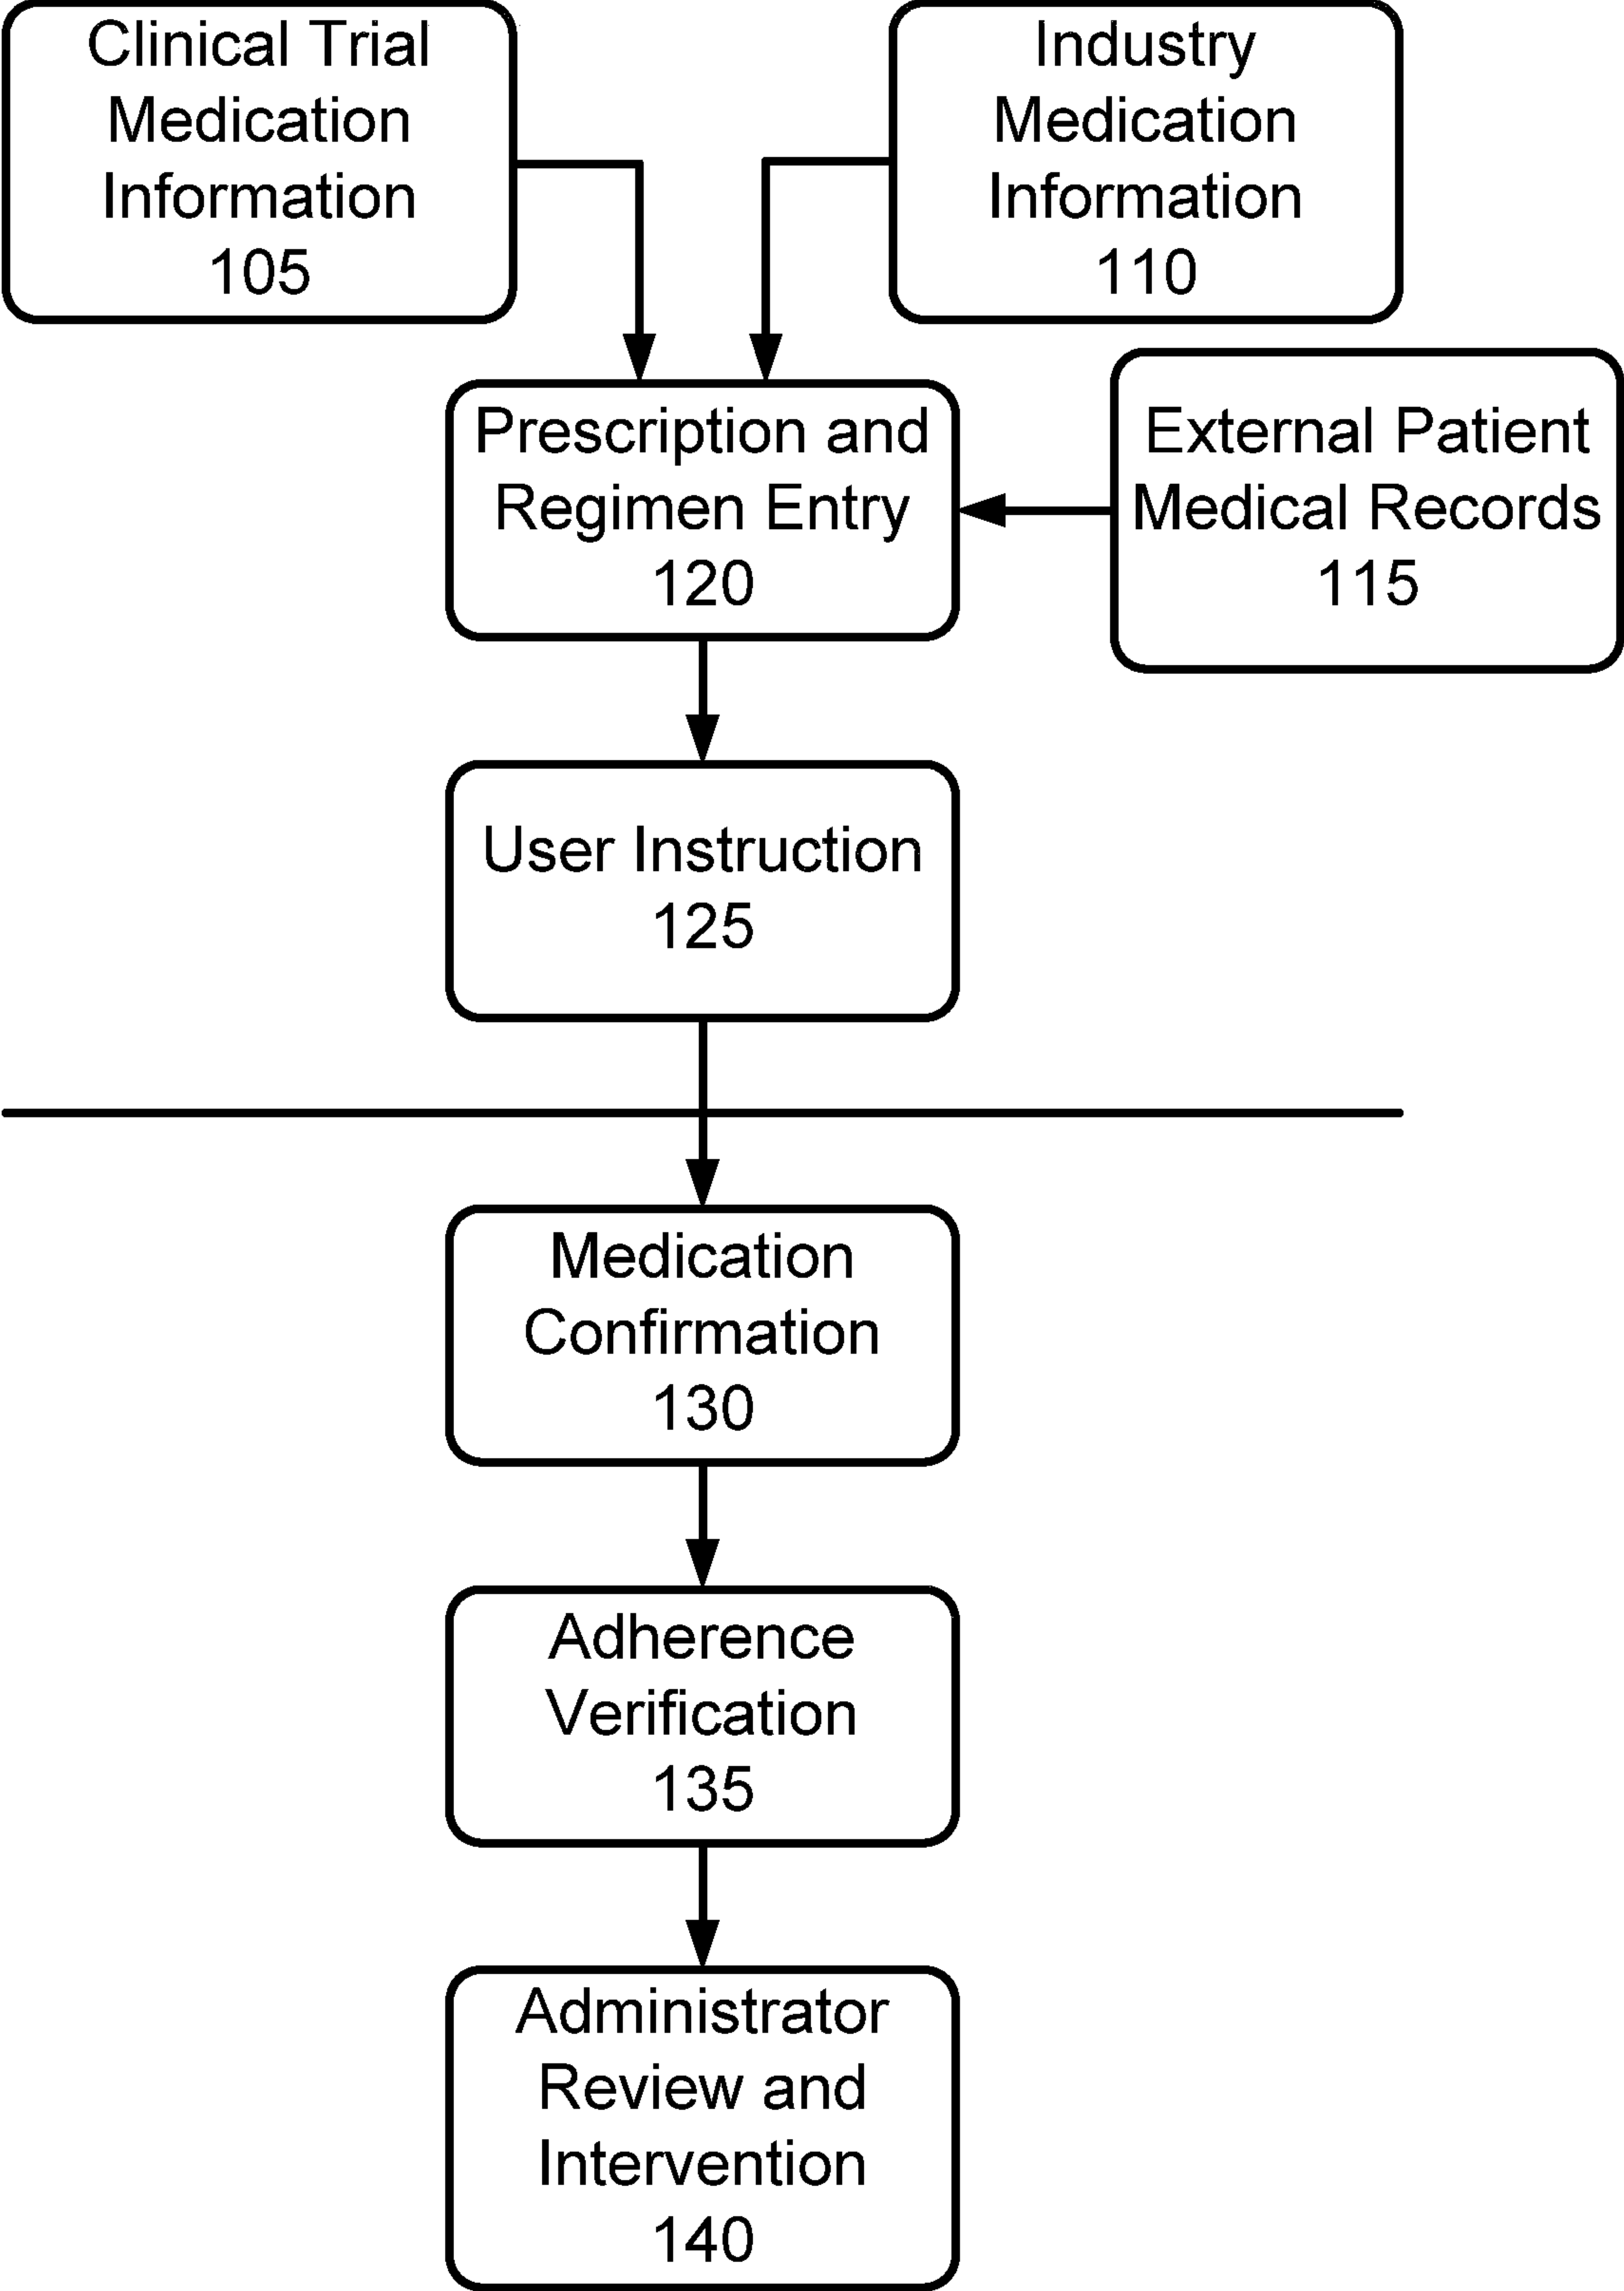 Clinical Trial
Medication
Information
105
Industry
Medication
Information
110
Prescription and
Regimen Entry
120
External Patient
Medical Records
115
User Instruction
125
Medication
Confirmation
130
Adherence
Verification
135
Administrator
Review and
Intervention
140